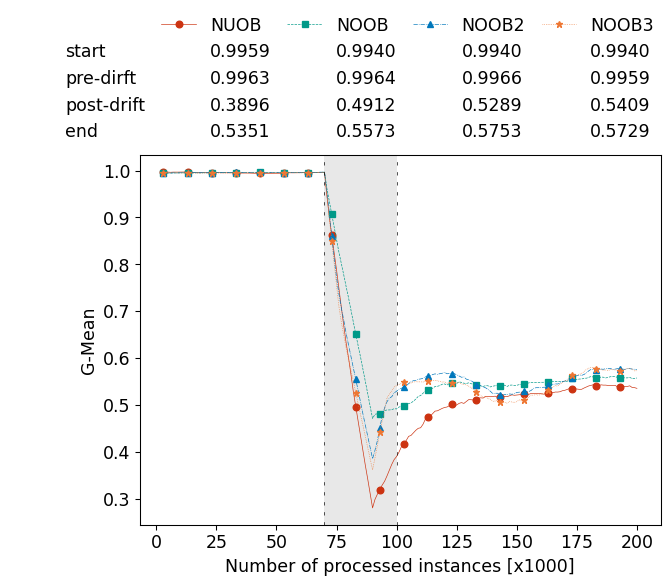 NUOB NOOB NOOB2 NOOB3
start 0.9959 0.9940 0.9940 0.9940
pre-dirft 0.9963 0.9964 0.9966 0.9959
post-drift 0.3896 0.4912 0.5289 0.5409
end 0.5351 0.5573 0.5753 0.5729
1.0
0.9
0.8
0.7
0.6
0.5
0.4
0.3
G-Mean
0 25 50 75 100 125 150 175 200
Number of processed instances [x1000]